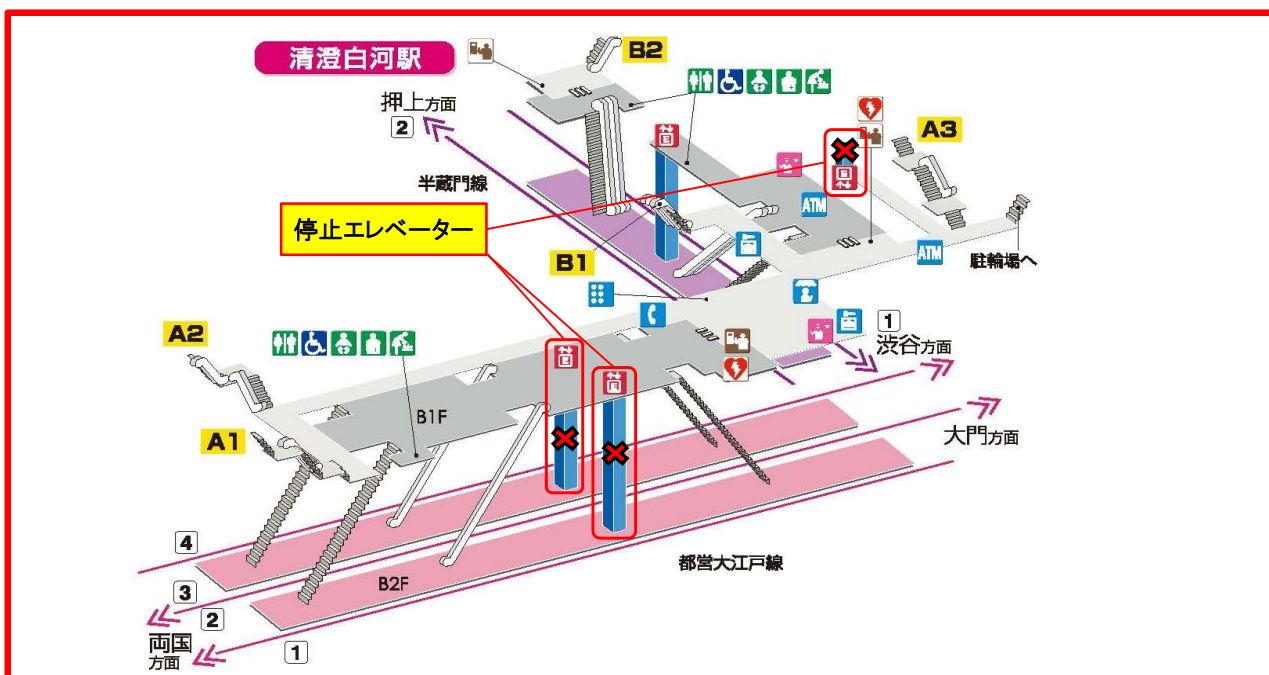 清澄白河駅
B2
押上方面
2
A3
半蔵門線
停止エレベーター
ATM
ATM
駐輪場へ
B1
A2
1
渋谷方面
大門方面
B1F
A1
4
都営大江戸線
B2F
3
2
両国
方面
1